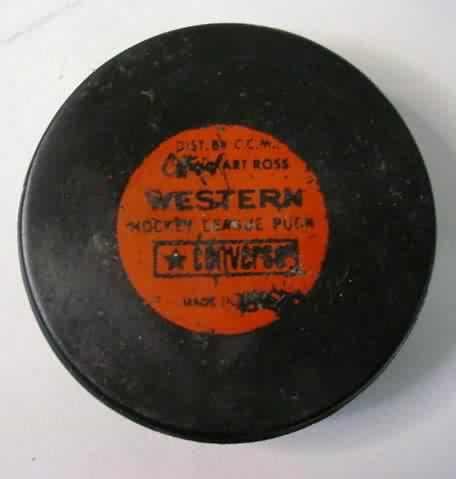 DIST. BY C.C.M.
Official ART ROSS
WESTERN
HOCKEY LEAGUE PUCK
★ converse
MADE IN